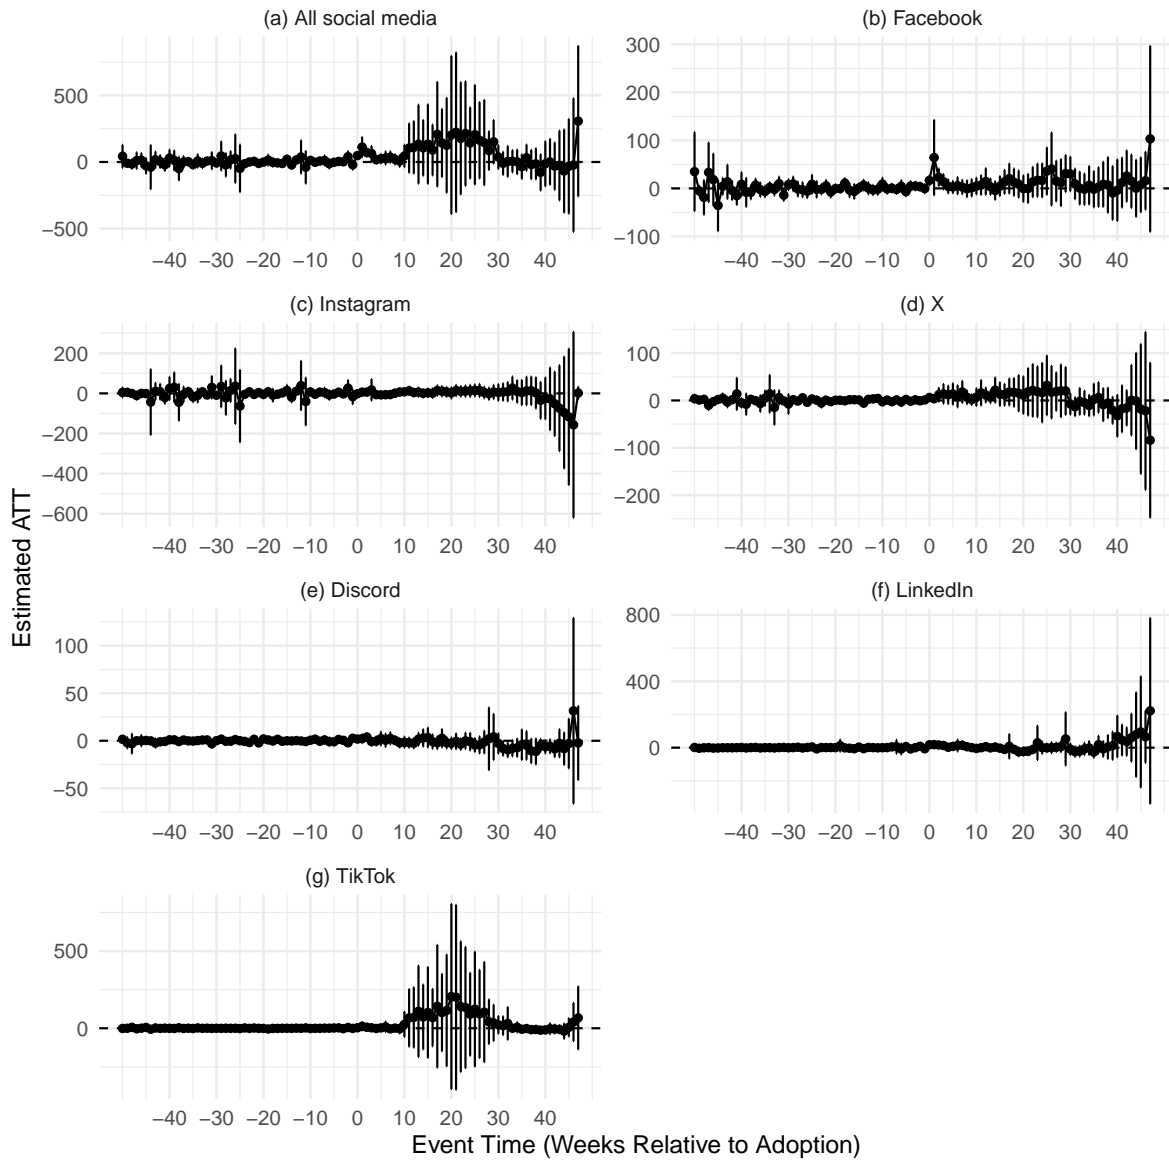 (a) All social media
500
0
−500
−40 −30 −20 −10 0 10 20 30 40
(b) Facebook
300
200
100
0
−100
−40 −30 −20 −10 0 10 20 30 40
(c) Instagram
200
0
−200
−400
−600
−40 −30 −20 −10 0 10 20 30 40
(d) X
100
0
−100
−200
−40 −30 −20 −10 0 10 20 30 40
Estimated ATT
(e) Discord
100
50
0
−50
−40 −30 −20 −10 0 10 20 30 40
(f) LinkedIn
800
400
0
−40 −30 −20 −10 0 10 20 30 40
(g) TikTok
500
0
−40 −30 −20 −10 0 10 20 30 40
Event Time (Weeks Relative to Adoption)